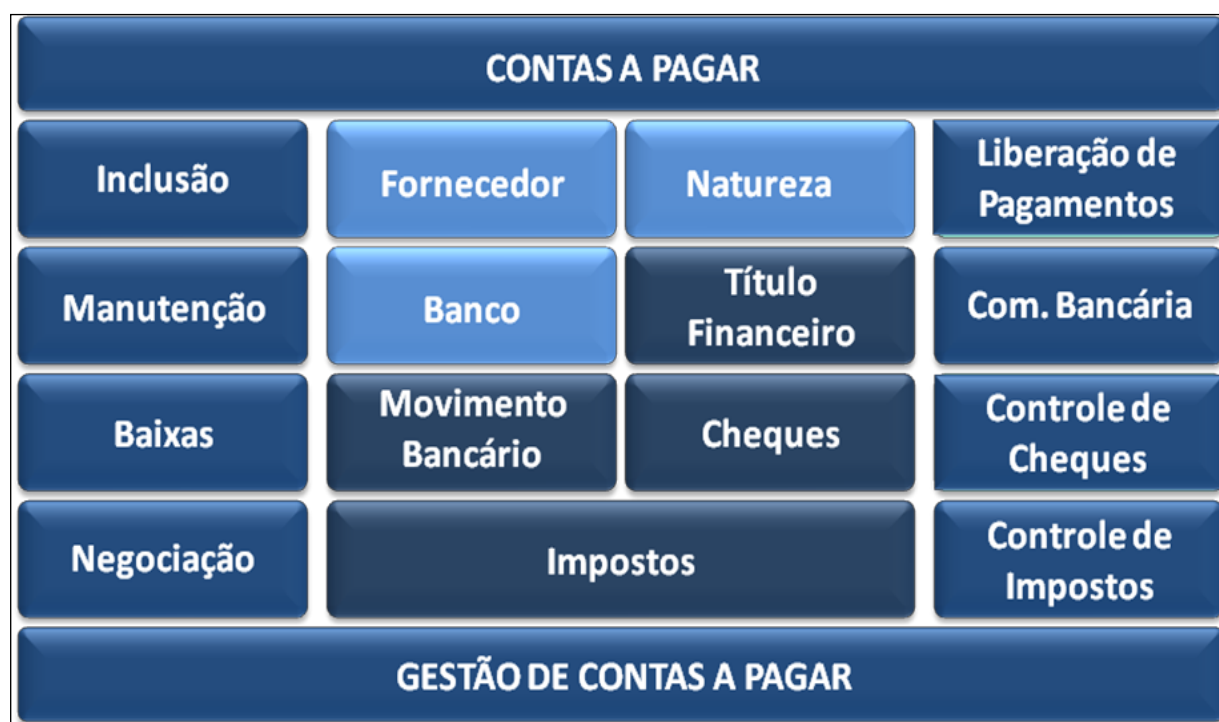 CONTAS A PAGAR
Inclusão
Fornecedor
Natureza
Liberação de
Pagamentos
Manutenção
Banco
Título
Financeiro
Com. Bancária
Baixas
Movimento
Bancário
Cheques
Controle de
Cheques
Negociação
Impostos
Controle de
Impostos
GESTÃO DE CONTAS A PAGAR